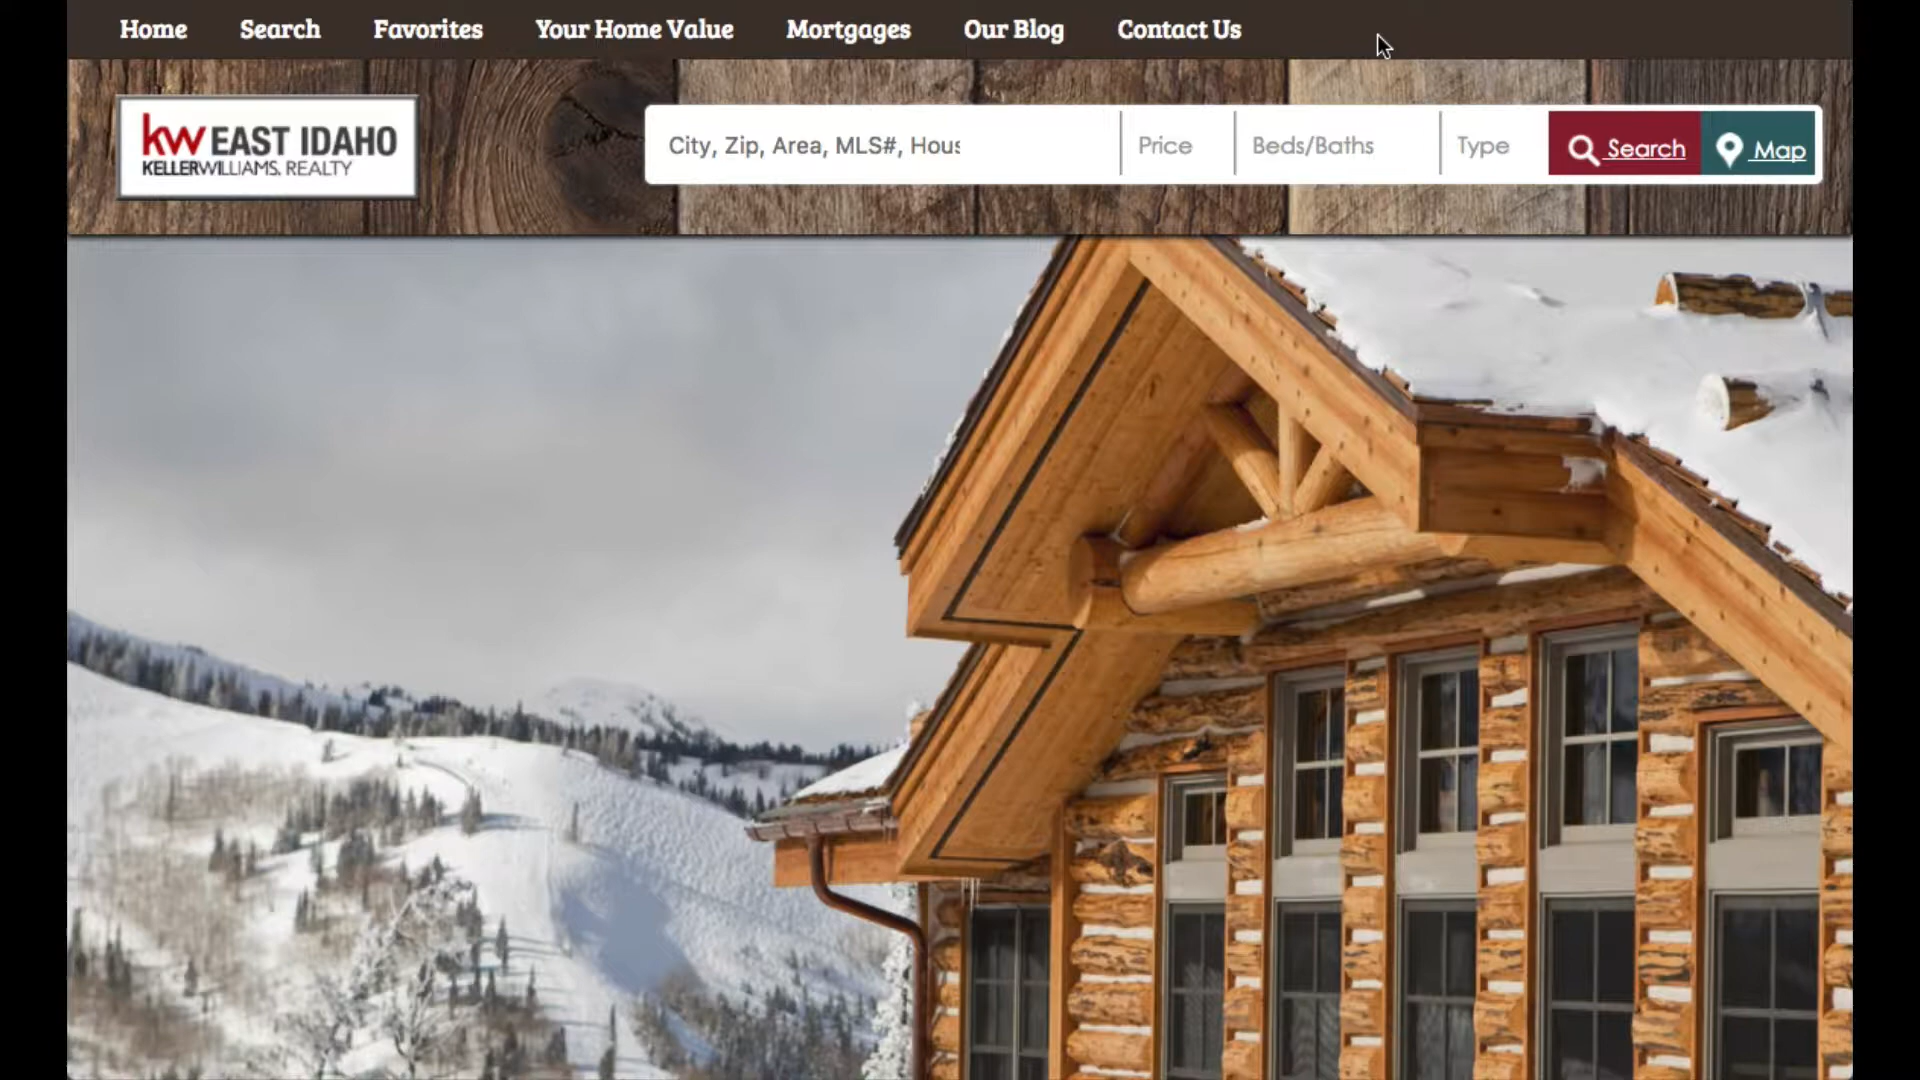 Home Search Favorites Your Home Value Mortgages Our Blog Contact Us
kw EAST IDAHO
KELLERWILLIAMS. REALTY
City, Zip, Area, MLS#, Hous Price Beds/Baths Type Search Map